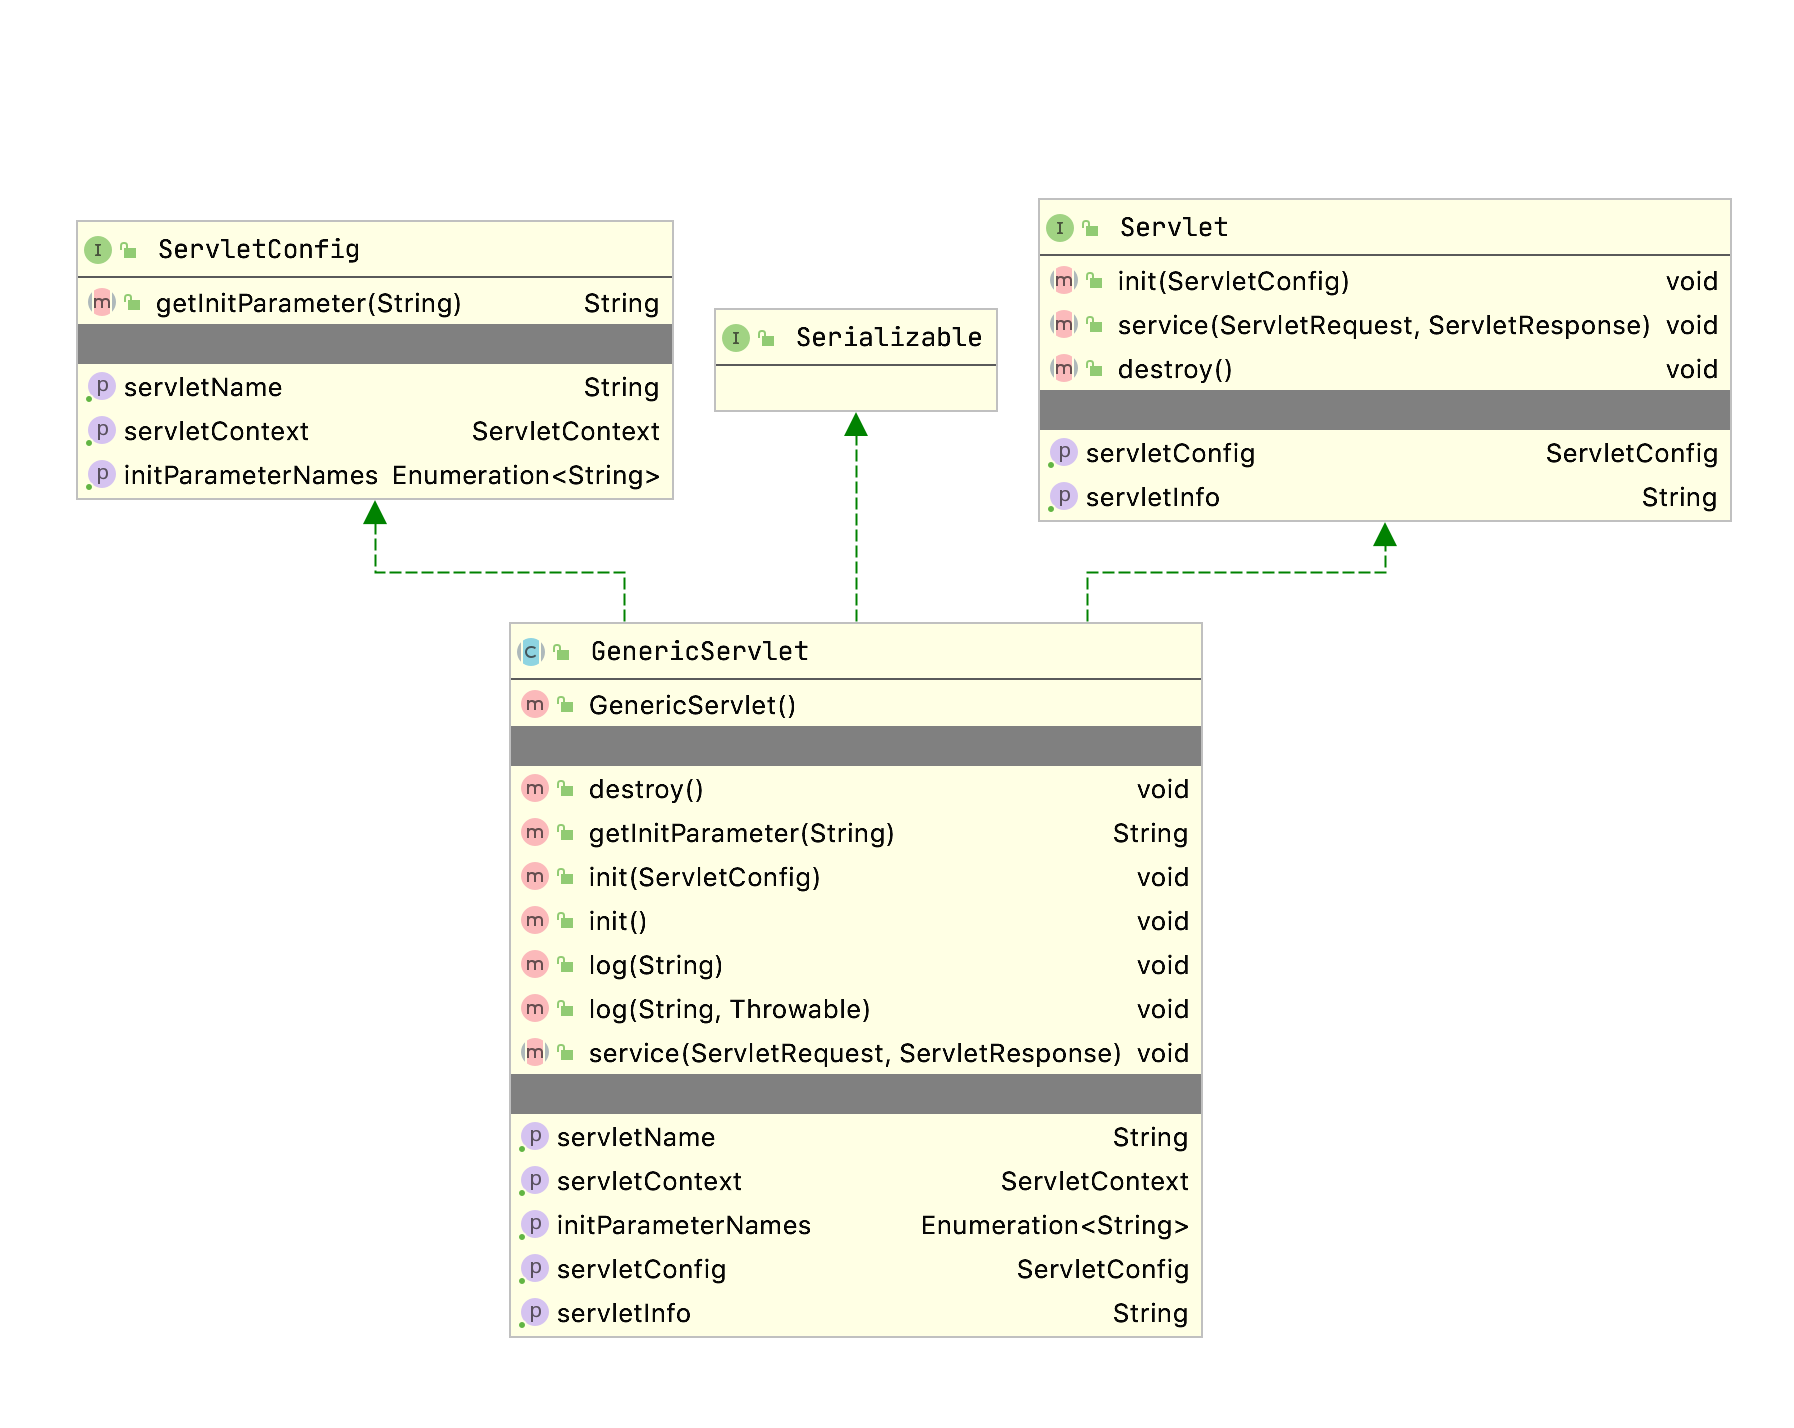 ServletConfig
getInitParameter(String) String
servletName String
servletContext ServletContext
initParameterNames Enumeration<String>
Serializable
Servlet
init(ServletConfig) void
service(ServletRequest, ServletResponse) void
destroy() void
servletConfig ServletConfig
servletInfo String
GenericServlet
GenericServlet()
destroy() void
getInitParameter(String) String
init(ServletConfig) void
init() void
log(String) void
log(String, Throwable) void
service(ServletRequest, ServletResponse) void
servletName String
servletContext ServletContext
initParameterNames Enumeration<String>
servletConfig ServletConfig
servletInfo String